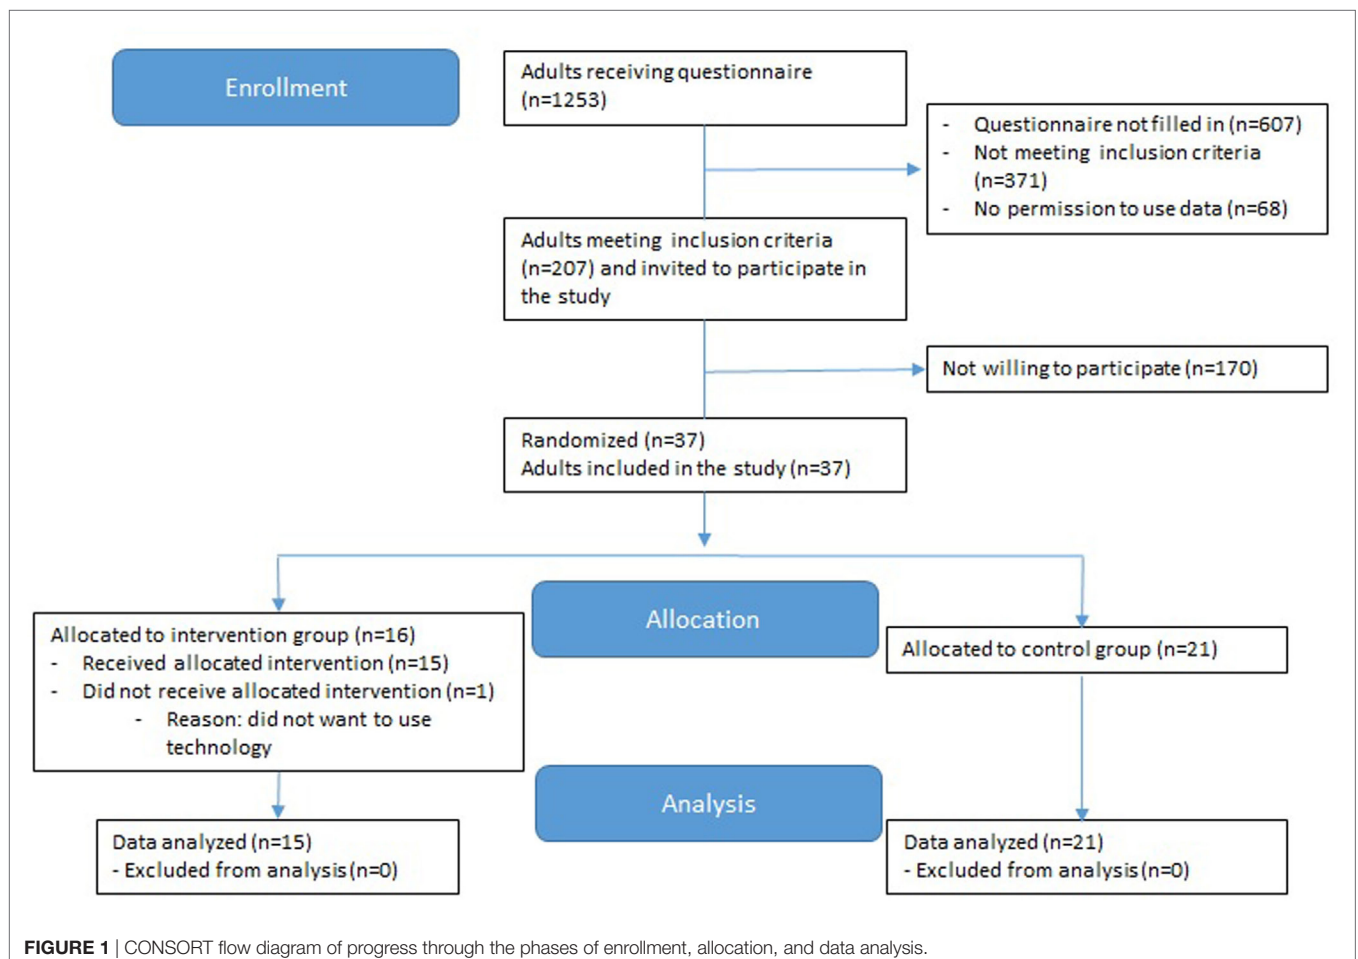 Enrollment
Adults receiving questionnaire
(n=1253)
- Questionnaire not filled in (n=607)
- Not meeting inclusion criteria
(n=371)
- No permission to use data (n=68)
Adults meeting inclusion criteria
(n=207) and invited to participate in
the study
Not willing to participate (n=170)
Randomized (n=37)
Adults included in the study (n=37)
Allocation
Allocated to intervention group (n=16)
- Received allocated intervention (n=15)
- Did not receive allocated intervention (n=1)
- Reason: did not want to use
technology
Allocated to control group (n=21)
Analysis
Data analyzed (n=15)
- Excluded from analysis (n=0)
Data analyzed (n=21)
- Excluded from analysis (n=0)
FIGURE 1 | CONSORT flow diagram of progress through the phases of enrollment, allocation, and data analysis.